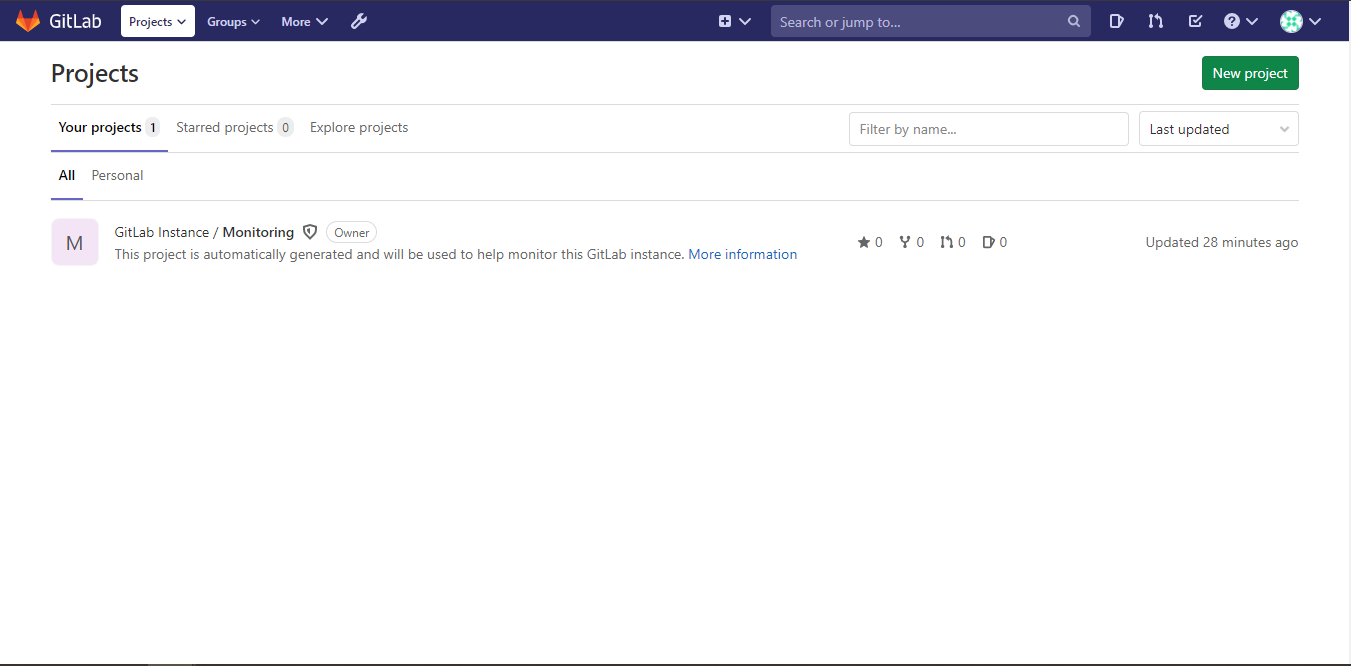 GitLab Projects Groups More Search or jump to...
Projects New project
Your projects 1 Starred projects 0 Explore projects Filter by name... Last updated
All Personal
M GitLab Instance / Monitoring Owner
This project is automatically generated and will be used to help monitor this GitLab instance. More information
0 0 0 0 Updated 28 minutes ago